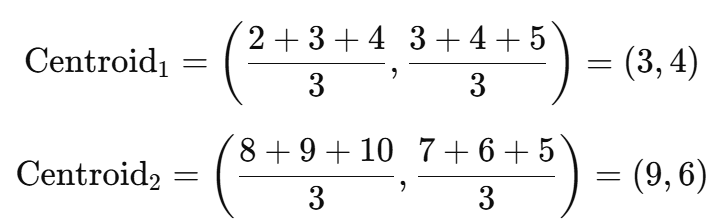 Centroid₁ = ( (2 + 3 + 4)/3 , (3 + 4 + 5)/3 ) = (3, 4)
Centroid₂ = ( (8 + 9 + 10)/3 , (7 + 6 + 5)/3 ) = (9, 6)